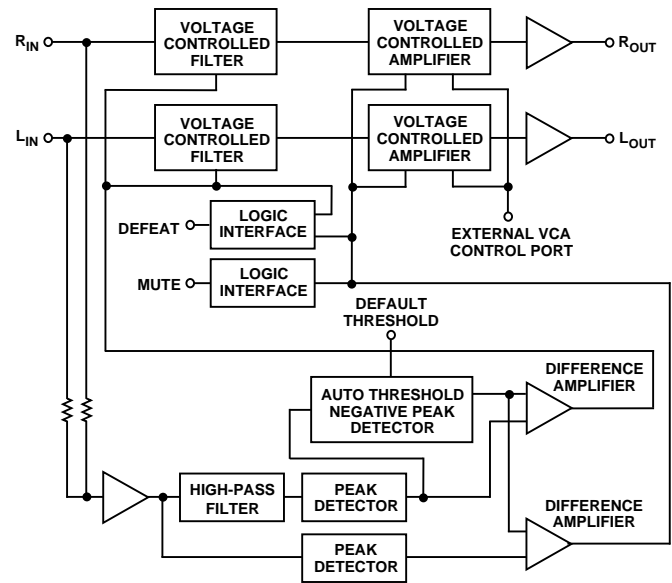 R_IN
VOLTAGE
CONTROLLED
FILTER
VOLTAGE
CONTROLLED
AMPLIFIER
R_OUT
L_IN
VOLTAGE
CONTROLLED
FILTER
VOLTAGE
CONTROLLED
AMPLIFIER
L_OUT
DEFEAT
LOGIC
INTERFACE
EXTERNAL VCA
CONTROL PORT
MUTE
LOGIC
INTERFACE
DEFAULT
THRESHOLD
AUTO THRESHOLD
NEGATIVE PEAK
DETECTOR
DIFFERENCE
AMPLIFIER
HIGH-PASS
FILTER
PEAK
DETECTOR
DIFFERENCE
AMPLIFIER
PEAK
DETECTOR